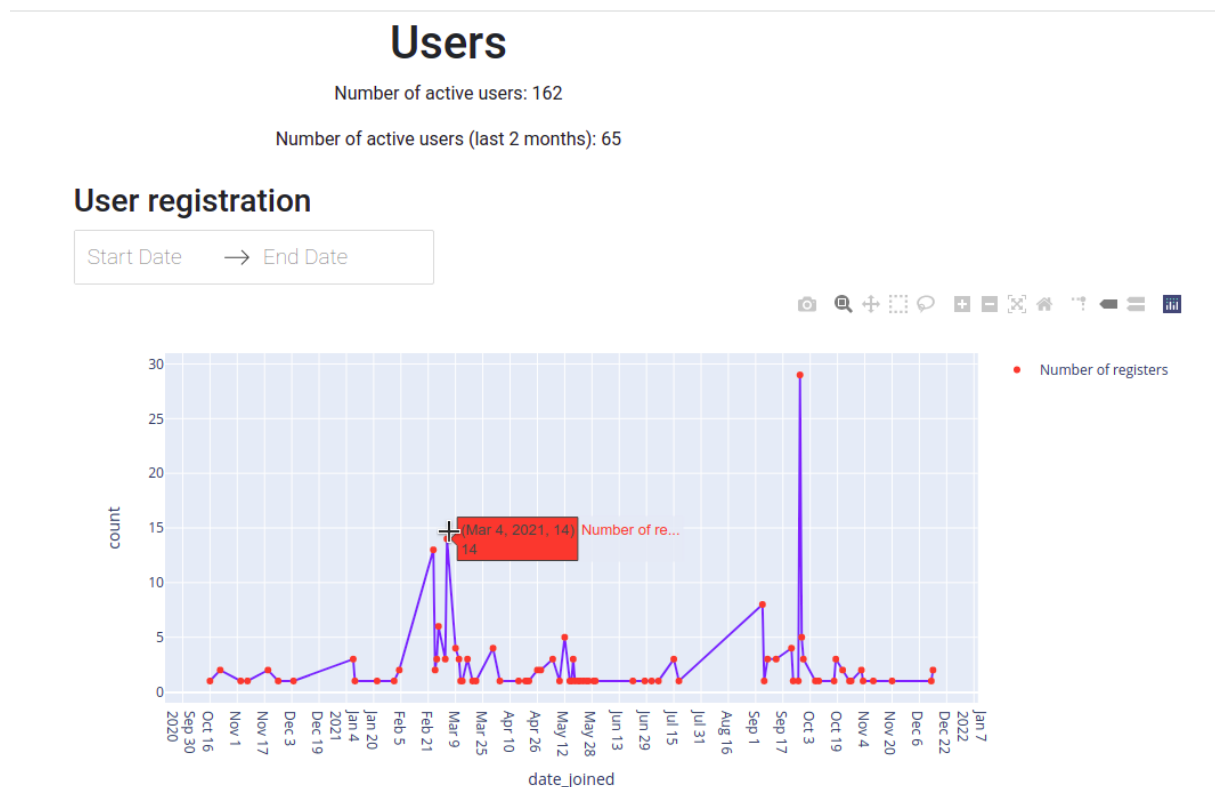 Users
Number of active users: 162
Number of active users (last 2 months): 65
User registration
Start Date → End Date
Number of registers
30
25
20
15
10
5
0
count
(Mar 4, 2021, 14) Number of re...
14
Sep 30
2020
Oct 16
Nov 1
Nov 17
Dec 3
Dec 19
Jan 4
2021
Jan 20
Feb 5
Feb 21
Mar 9
Mar 25
Apr 10
Apr 26
May 12
May 28
Jun 13
Jun 29
Jul 15
Jul 31
Aug 16
Sep 1
Sep 17
Oct 3
Oct 19
Nov 4
Nov 20
Dec 6
Dec 22
Jan 7
2022
date_joined